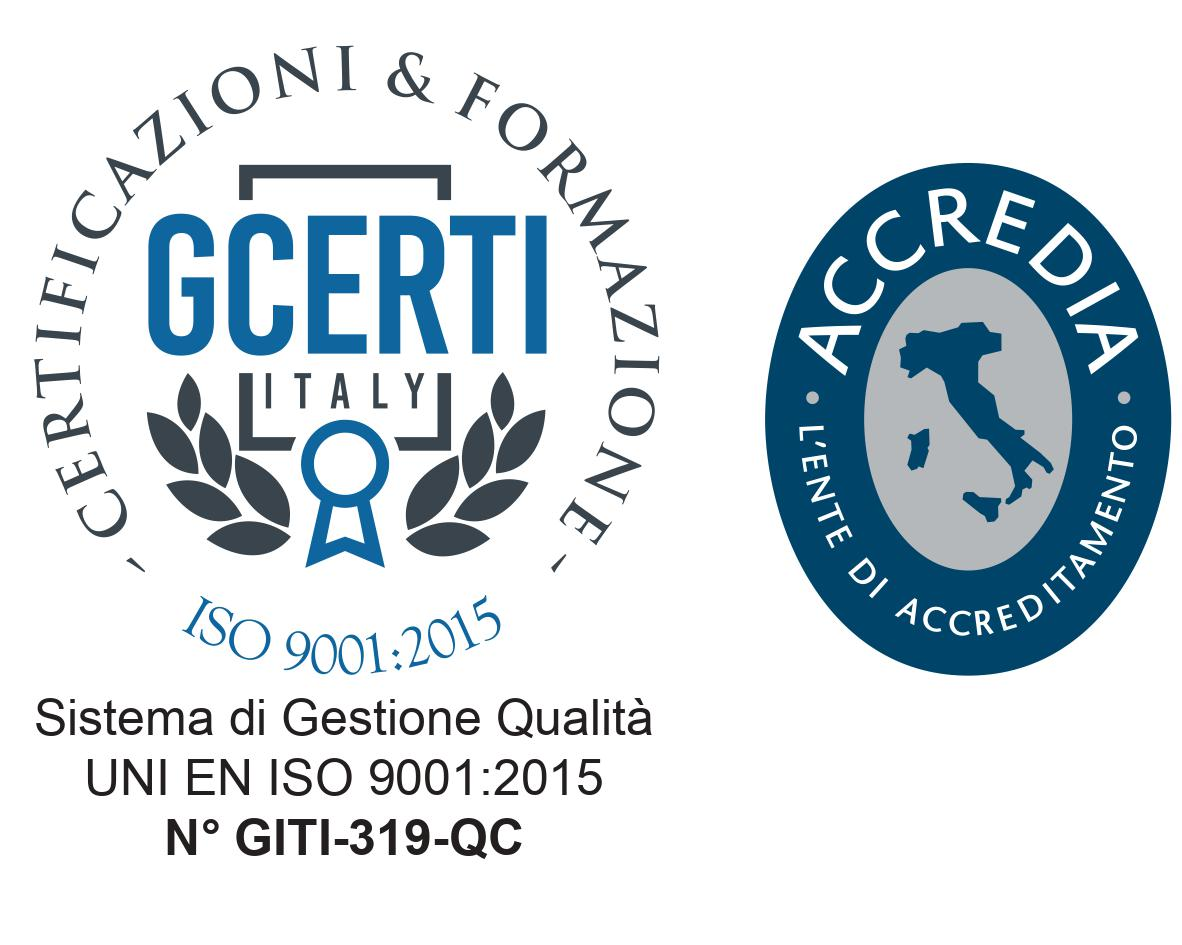 ' CERTIFICAZIONI & FORMAZIONE '
GCERTI
ITALY
ISO 9001:2015
Sistema di Gestione Qualità
UNI EN ISO 9001:2015
N° GITI-319-QC
ACCREDIA
· L'ENTE DI ACCREDITAMENTO ·